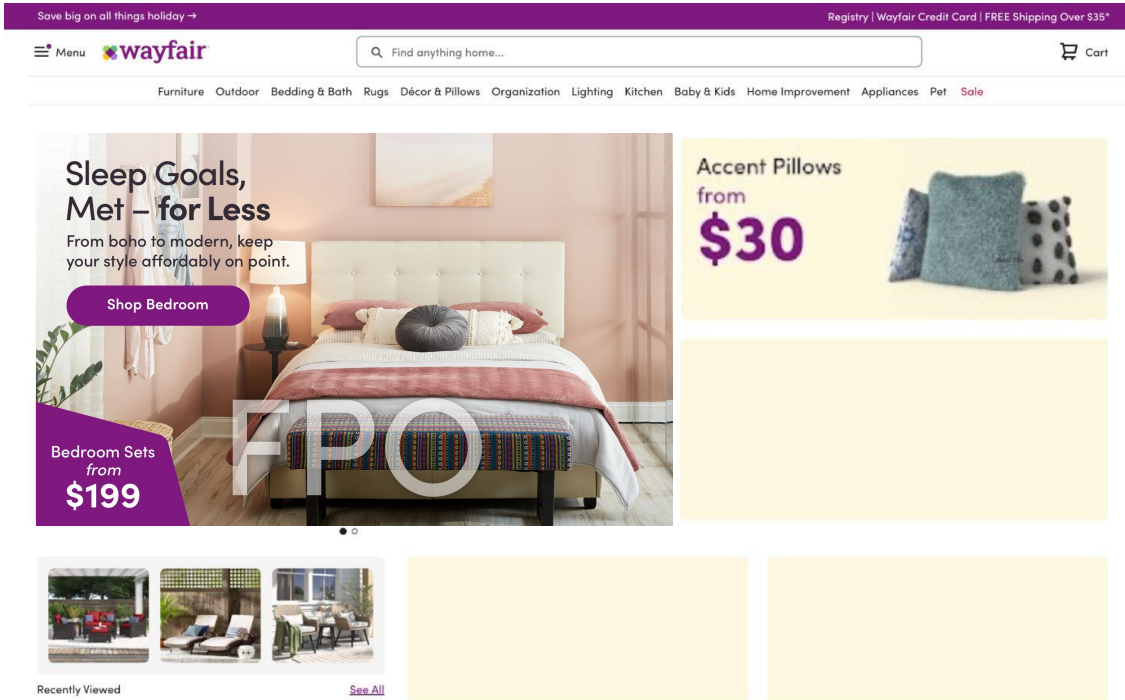 Save big on all things holiday →
Registry | Wayfair Credit Card | FREE Shipping Over $35*
Menu
wayfair
Find anything home...
Cart
Furniture Outdoor Bedding & Bath Rugs Décor & Pillows Organization Lighting Kitchen Baby & Kids Home Improvement Appliances Pet Sale
Sleep Goals,
Met – for Less
From boho to modern, keep
your style affordably on point.
Shop Bedroom
FPO
Bedroom Sets
from
$199
Accent Pillows
from
$30
Recently Viewed
See All